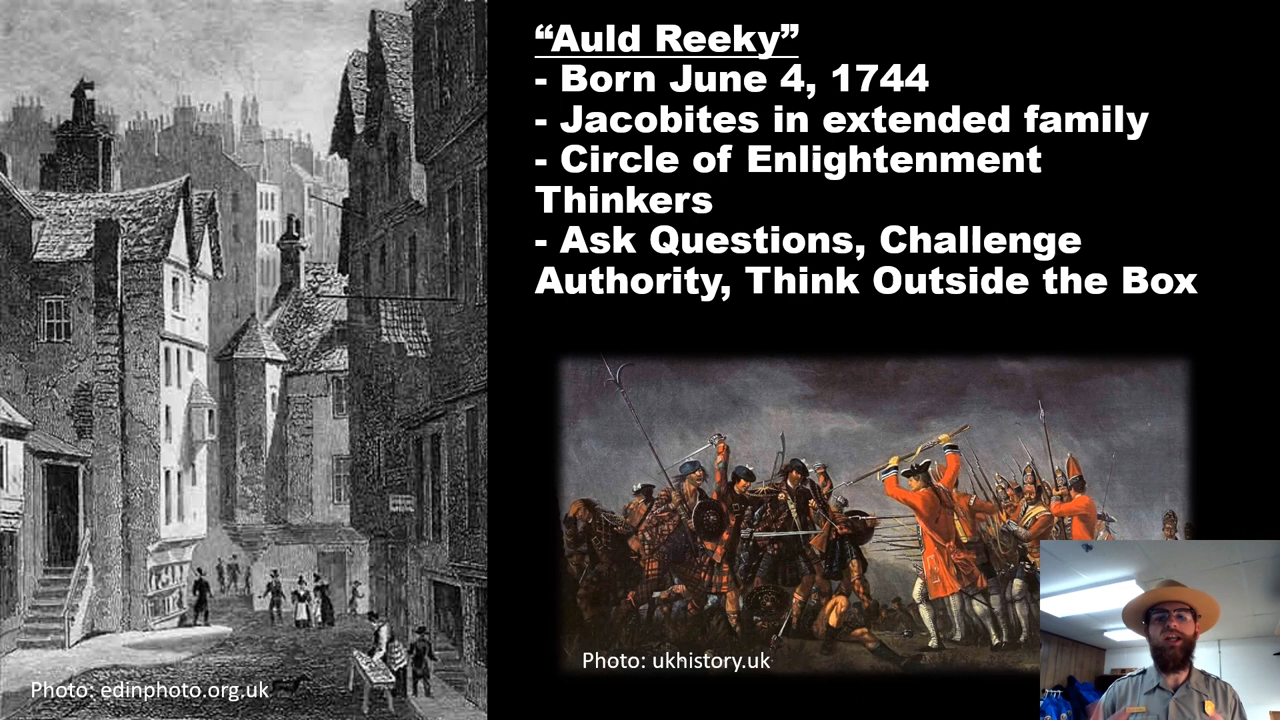 “Auld Reeky”
- Born June 4, 1744
- Jacobites in extended family
- Circle of Enlightenment
Thinkers
- Ask Questions, Challenge
Authority, Think Outside the Box
Photo: ukhistory.uk
Photo: edinphoto.org.uk